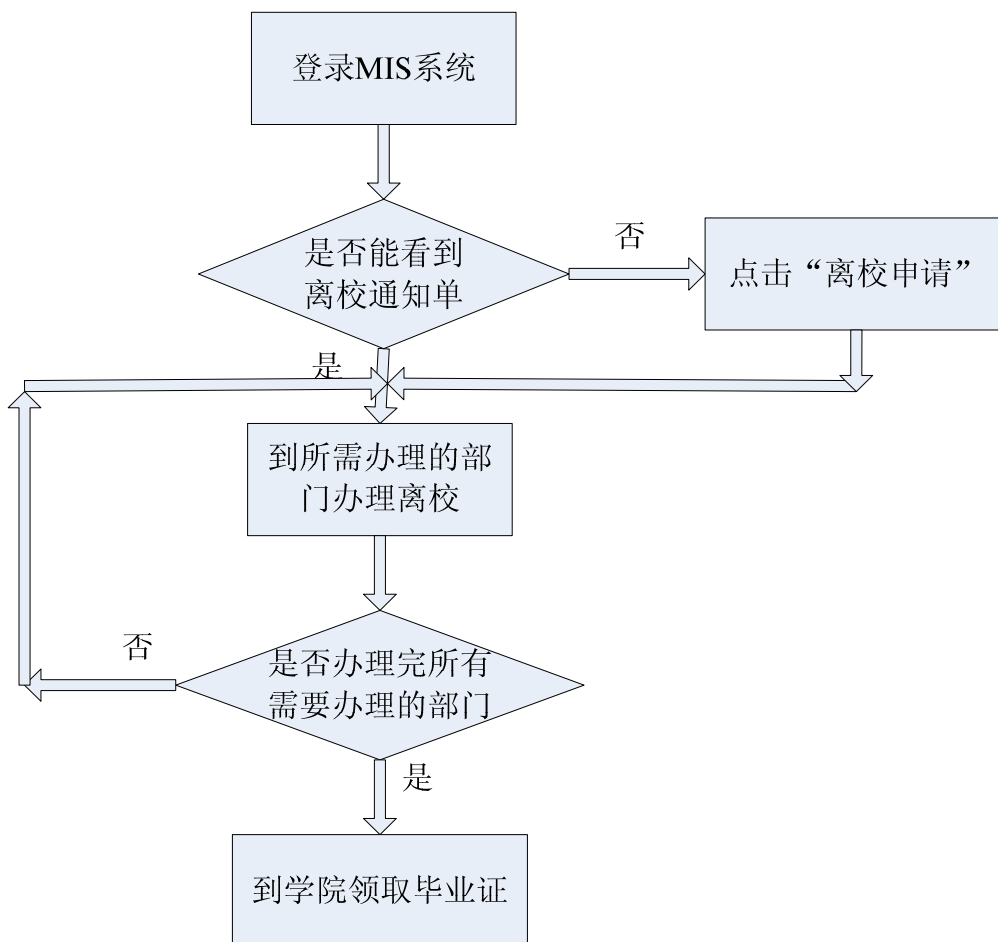 登录MIS系统
是否能看到
离校通知单
否
点击“离校申请”
是
到所需办理的部
门办理离校
否
是否办理完所有
需要办理的部门
是
到学院领取毕业证